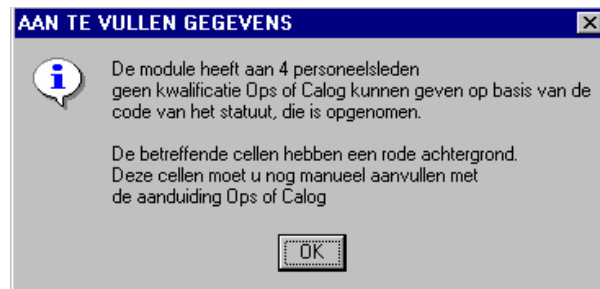 AAN TE VULLEN GEGEVENS
De module heeft aan 4 personeelsleden
geen kwalificatie Ops of Calog kunnen geven op basis van de
code van het statuut, die is opgenomen.
De betreffende cellen hebben een rode achtergrond.
Deze cellen moet u nog manueel aanvullen met
de aanduiding Ops of Calog
OK